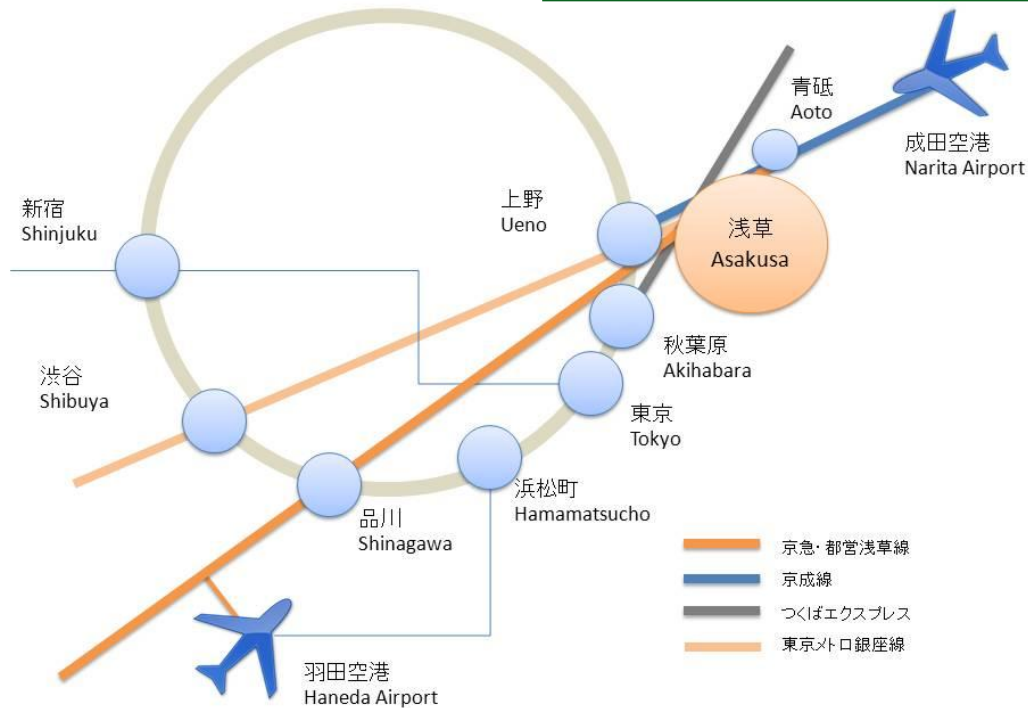 青砥
Aoto
成田空港
Narita Airport
上野
Ueno
新宿
Shinjuku
浅草
Asakusa
秋葉原
Akihabara
渋谷
Shibuya
東京
Tokyo
浜松町
Hamamatsucho
品川
Shinagawa
羽田空港
Haneda Airport
京急・都営浅草線
京成線
つくばエクスプレス
東京メトロ銀座線